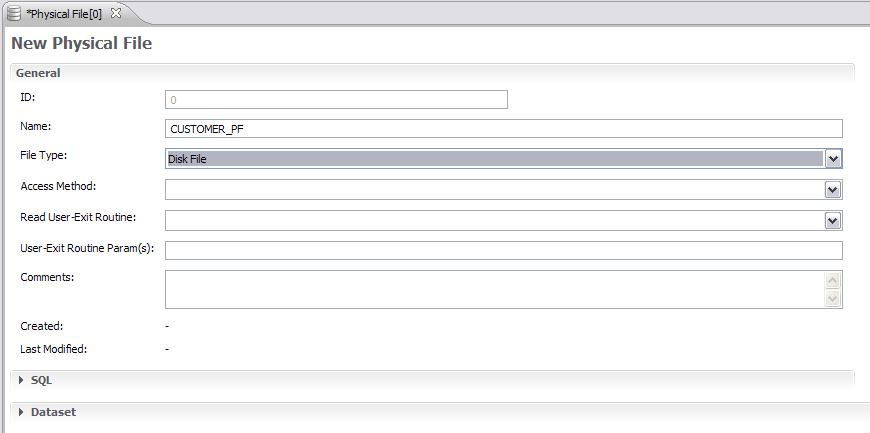 *Physical File[0]
New Physical File
General
ID: 0
Name: CUSTOMER_PF
File Type: Disk File
Access Method:
Read User-Exit Routine:
User-Exit Routine Param(s):
Comments:
Created: -
Last Modified: -
SQL
Dataset